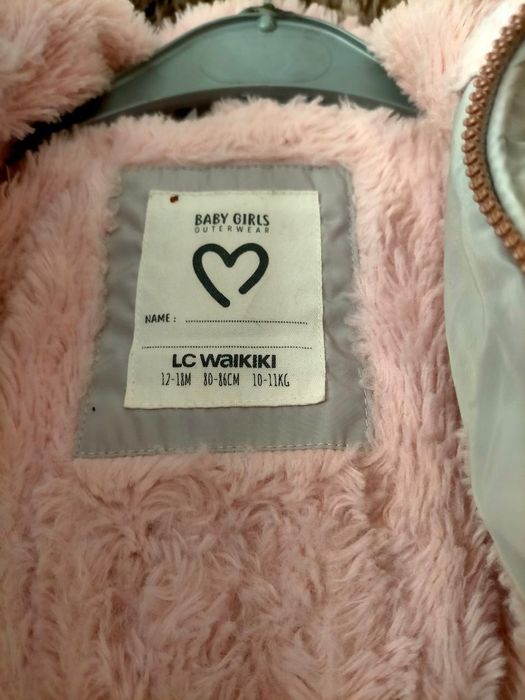 BABY GIRLS
OUTERWEAR
NAME :
LC WAIKIKI
12-18M 80-86CM 10-11KG